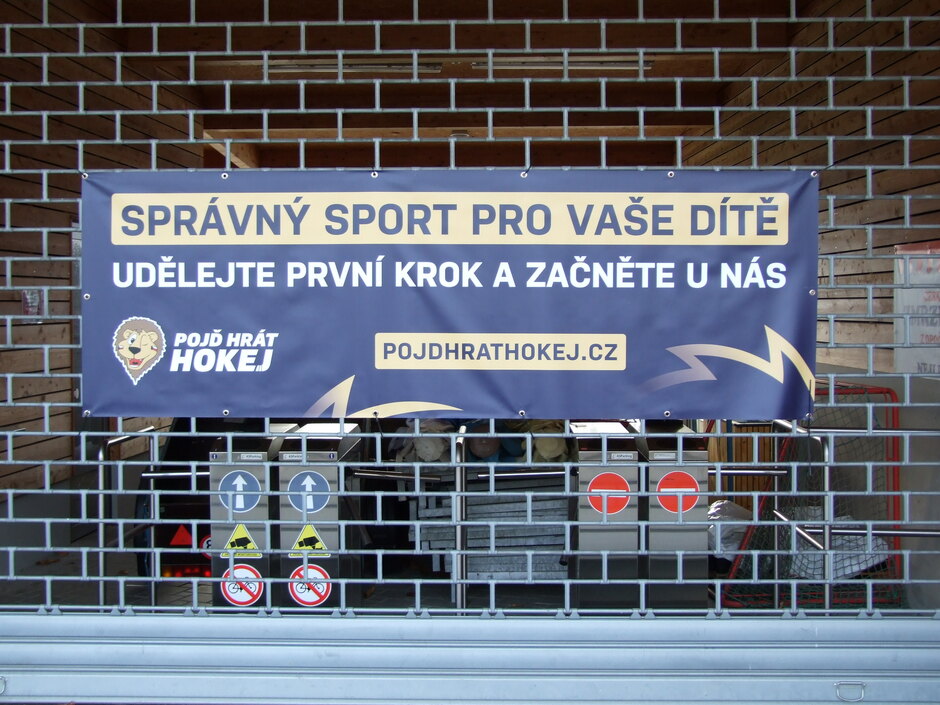 SPRÁVNÝ SPORT PRO VAŠE DÍTĚ
UDĚLEJTE PRVNÍ KROK A ZAČNĚTE U NÁS
POJĎ HRÁT
HOKEJ
POJDHRATHOKEJ.CZ